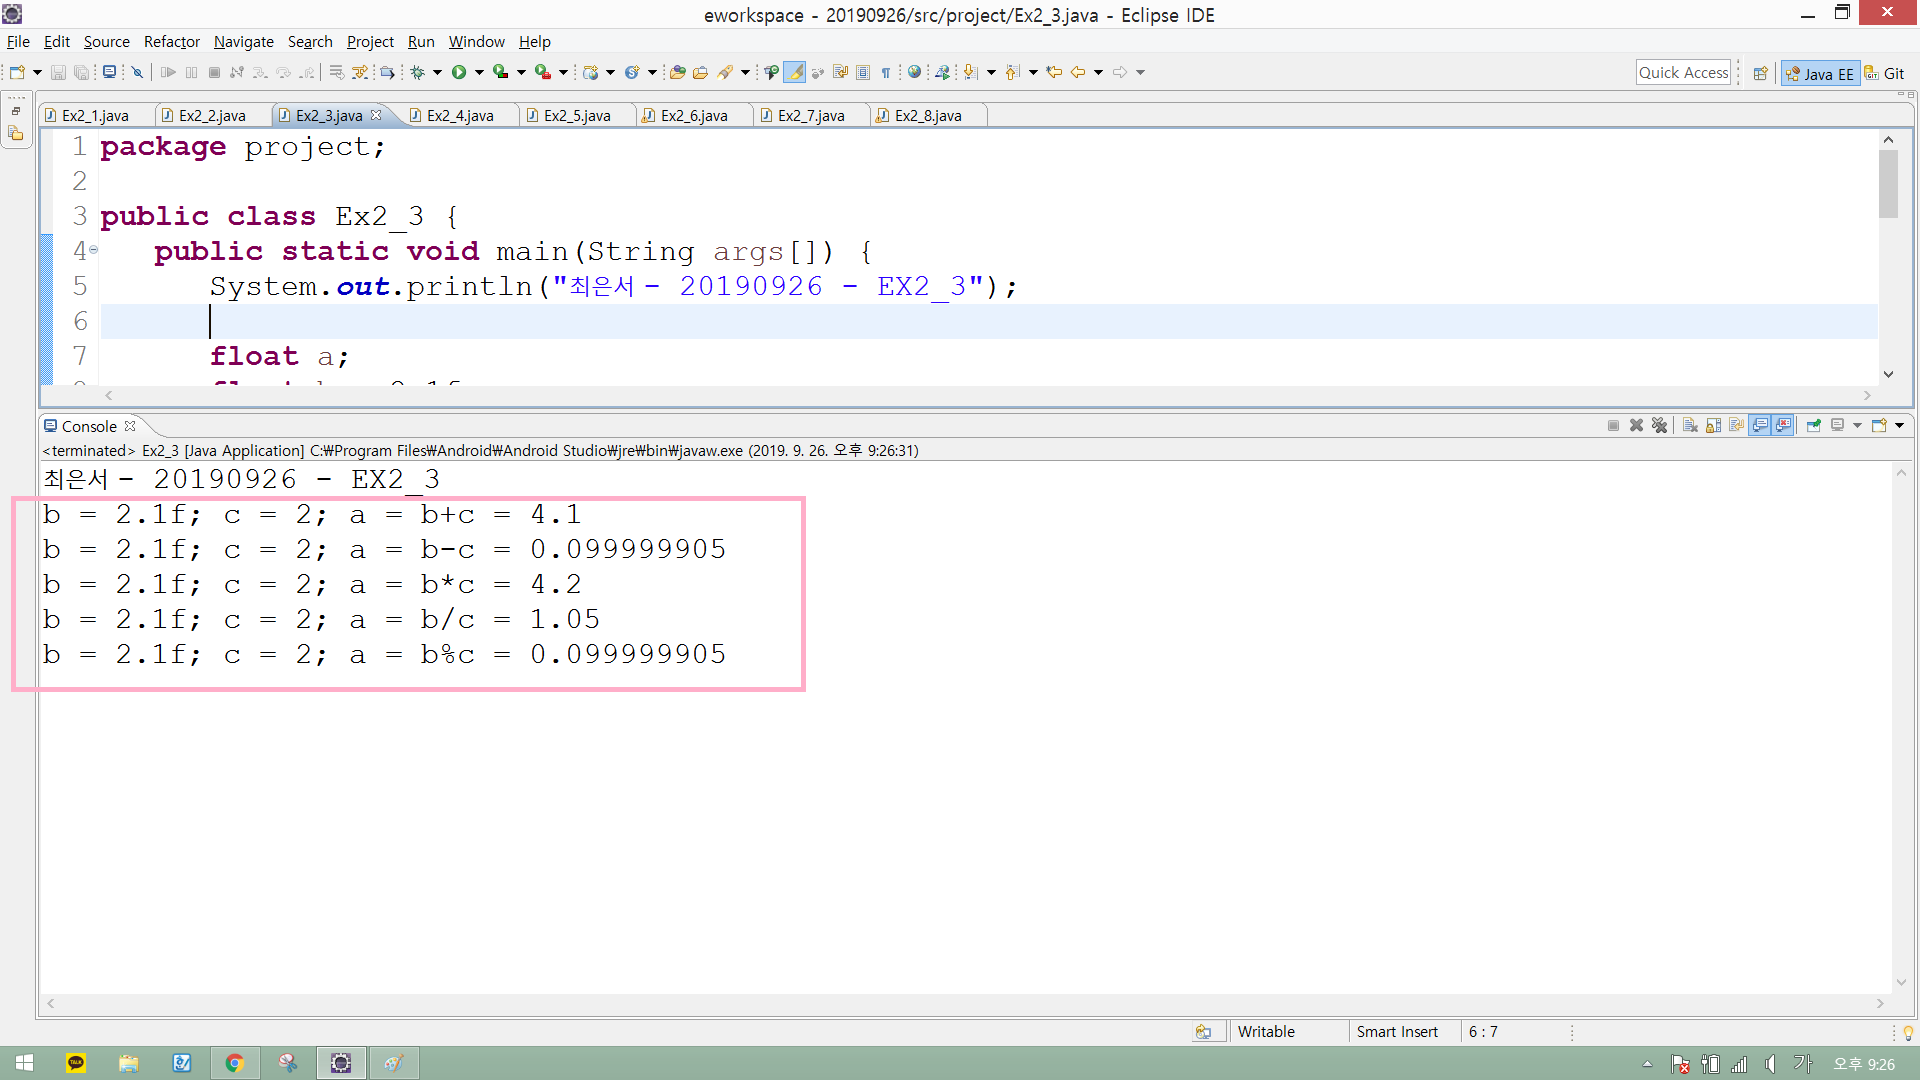 eworkspace - 20190926/src/project/Ex2_3.java - Eclipse IDE
File Edit Source Refactor Navigate Search Project Run Window Help
Quick Access Java EE Git
Ex2_1.java Ex2_2.java Ex2_3.java Ex2_4.java Ex2_5.java Ex2_6.java Ex2_7.java Ex2_8.java
1 package project;
2
3 public class Ex2_3 {
4 public static void main(String args[]) {
5 System.out.println("최은서 - 20190926 - EX2_3");
6
7 float a;
Console
<terminated> Ex2_3 [Java Application] C:₩Program Files₩Android₩Android Studio₩jre₩bin₩javaw.exe (2019. 9. 26. 오후 9:26:31)
최은서 - 20190926 - EX2_3
b = 2.1f; c = 2; a = b+c = 4.1
b = 2.1f; c = 2; a = b-c = 0.099999905
b = 2.1f; c = 2; a = b*c = 4.2
b = 2.1f; c = 2; a = b/c = 1.05
b = 2.1f; c = 2; a = b%c = 0.099999905
Writable Smart Insert 6 : 7
TALK 가 오후 9:26